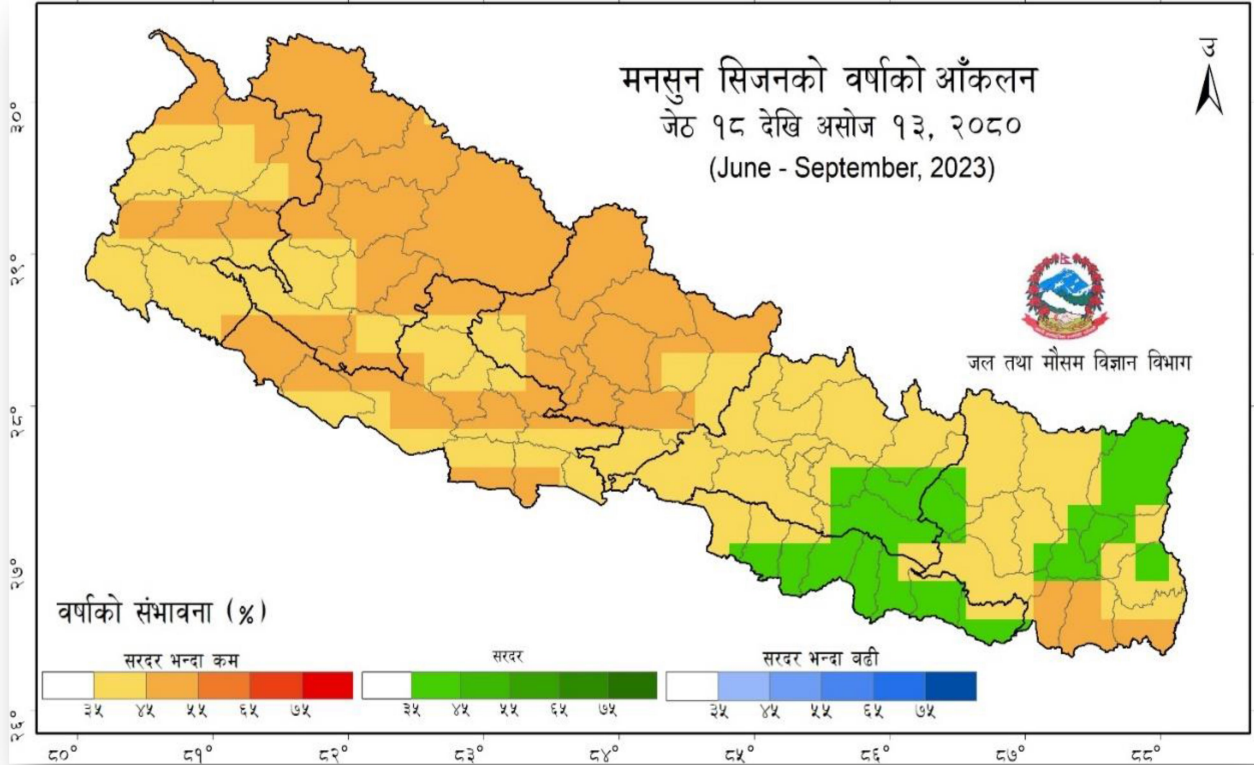 मनसुन सिजनको वर्षाको आँकलन
जेठ १८ देखि असोज १३, २०८०
(June - September, 2023)
उ
जल तथा मौसम विज्ञान विभाग
३०°
२९°
२८°
२७°
२६°
वर्षाको संभावना (%)
सरदर भन्दा कम
सरदर
सरदर भन्दा बढी
३५ ४५ ५५ ६५ ७५
३५ ४५ ५५ ६५ ७५
३५ ४५ ५५ ६५ ७५
८०° ८१° ८२° ८३° ८४° ८५° ८६° ८७° ८८°